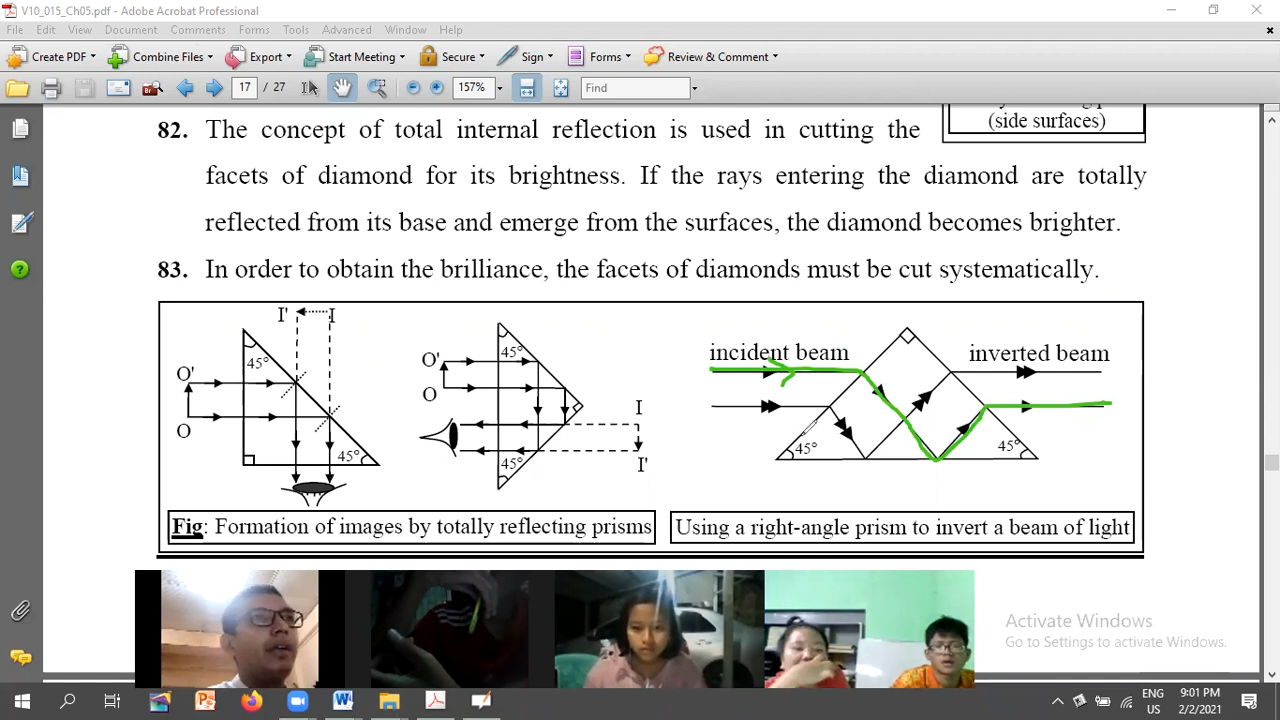 V10_015_Ch05.pdf - Adobe Acrobat Professional
File Edit View Document Comments Forms Tools Advanced Window Help
Create PDF Combine Files Export Start Meeting Secure Sign Forms Review & Comment
17 / 27 157% Find
(side surfaces)
82. The concept of total internal reflection is used in cutting the
facets of diamond for its brightness. If the rays entering the diamond are totally
reflected from its base and emerge from the surfaces, the diamond becomes brighter.
83. In order to obtain the brilliance, the facets of diamonds must be cut systematically.
I' I
45°
O'
O
45°
O'
45°
O
I
45°
I'
incident beam
inverted beam
45°
45°
Fig: Formation of images by totally reflecting prisms
Using a right-angle prism to invert a beam of light
Activate Windows
Go to Settings to activate Windows.
ENG
US
9:01 PM
2/2/2021